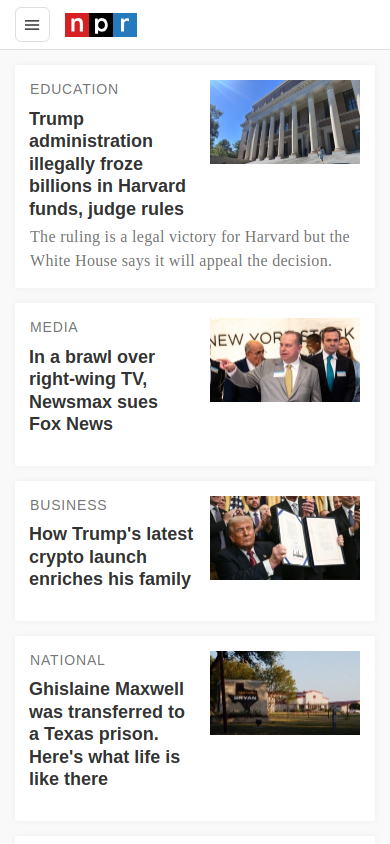 npr
EDUCATION
Trump
administration
illegally froze
billions in Harvard
funds, judge rules
The ruling is a legal victory for Harvard but the
White House says it will appeal the decision.
MEDIA
In a brawl over
right-wing TV,
Newsmax sues
Fox News
NEW YORK STOCK
BUSINESS
How Trump's latest
crypto launch
enriches his family
NATIONAL
Ghislaine Maxwell
was transferred to
a Texas prison.
Here's what life is
like there
BRYAN